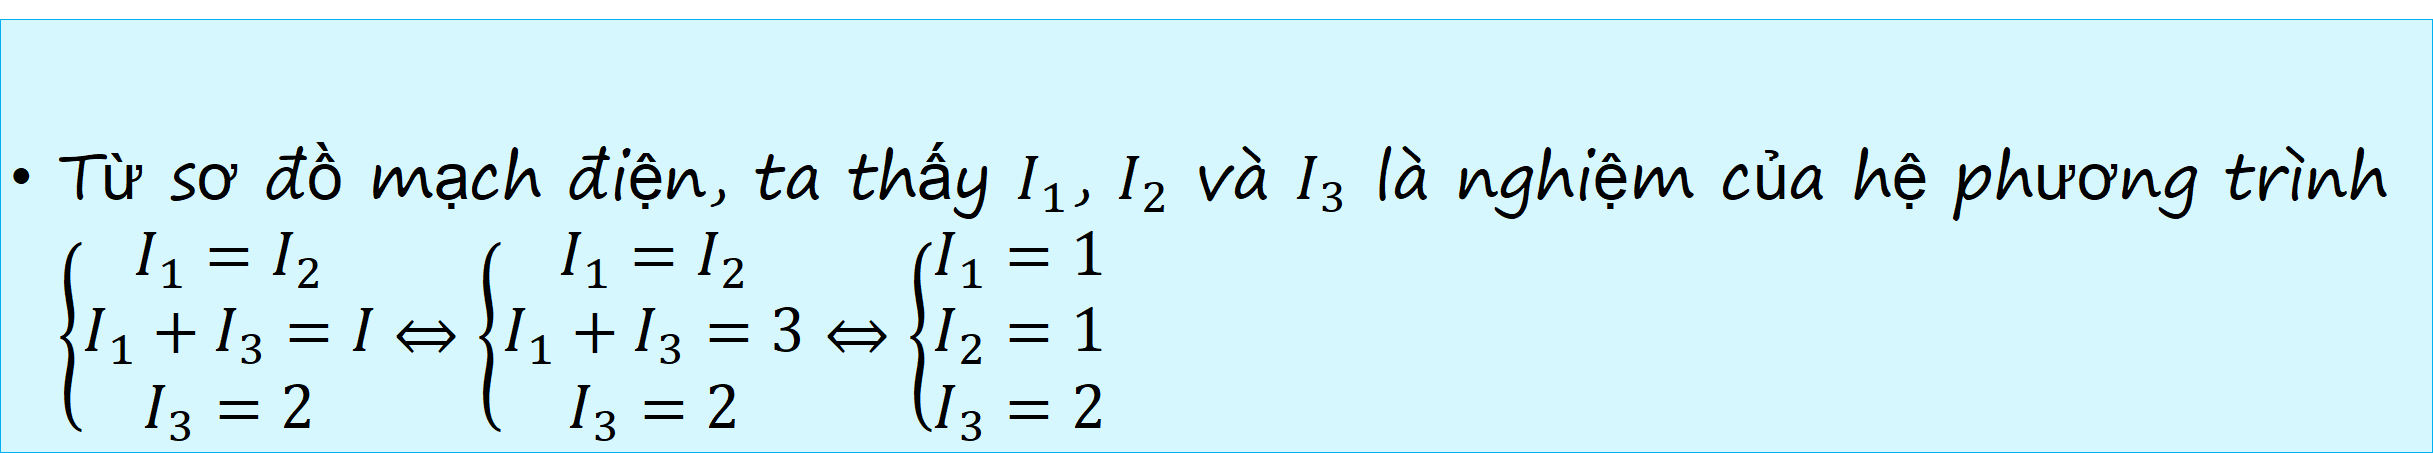 • Từ sơ đồ mạch điện, ta thấy I₁, I₂ và I₃ là nghiệm của hệ phương trình
{ I₁ = I₂ { I₁ = I₂ { I₁ = 1
I₁ + I₃ = I ⇔ I₁ + I₃ = 3 ⇔ I₂ = 1
I₃ = 2 I₃ = 2 I₃ = 2